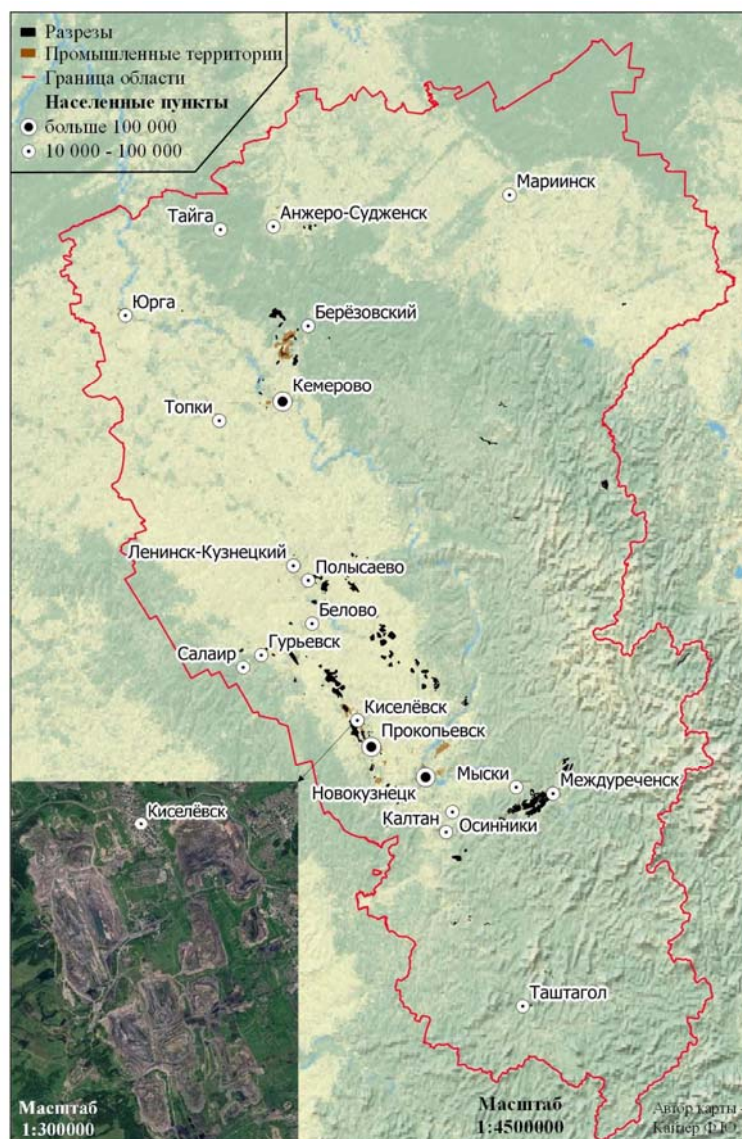 Разрезы
Промышленные территории
Граница области
Населенные пункты
больше 100 000
10 000 - 100 000
Мариинск
Тайга
Анжеро-Судженск
Юрга
Берёзовский
Кемерово
Топки
Ленинск-Кузнецкий
Полысаево
Белово
Гурьевск
Салаир
Киселёвск
Прокопьевск
Новокузнецк
Мыски
Междуреченск
Калтан
Осинники
Киселёвск
Таштагол
Масштаб
1:300000
Масштаб
1:4500000
Автор карты -